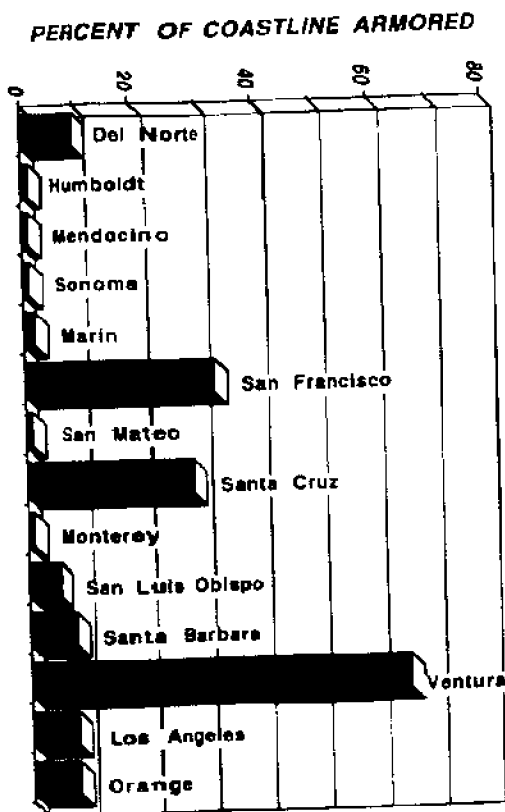 PERCENT OF COASTLINE ARMORED
0 20 40 60 80
Del Norte
Humboldt
Mendocino
Sonoma
Marin
San Francisco
San Mateo
Santa Cruz
Monterey
San Luis Obispo
Santa Barbara
Ventura
Los Angeles
Orange